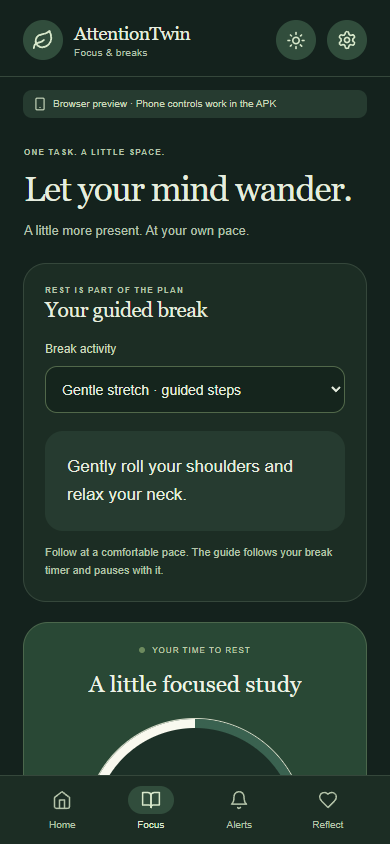 AttentionTwin
Focus & breaks
Browser preview · Phone controls work in the APK
ONE TASK. A LITTLE SPACE.
Let your mind wander.
A little more present. At your own pace.
REST IS PART OF THE PLAN
Your guided break
Break activity
Gentle stretch · guided steps
Gently roll your shoulders and
relax your neck.
Follow at a comfortable pace. The guide follows your break
timer and pauses with it.
YOUR TIME TO REST
A little focused study
Home
Focus
Alerts
Reflect